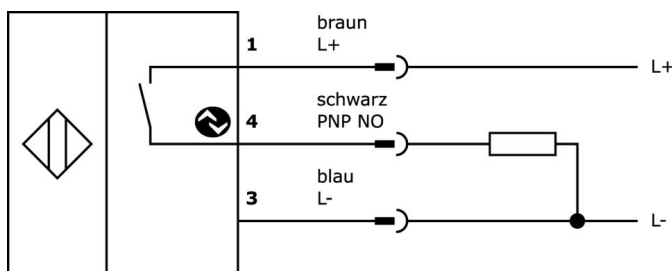 braun
1 L+
L+
schwarz
4 PNP NO
blau
3 L-
L-